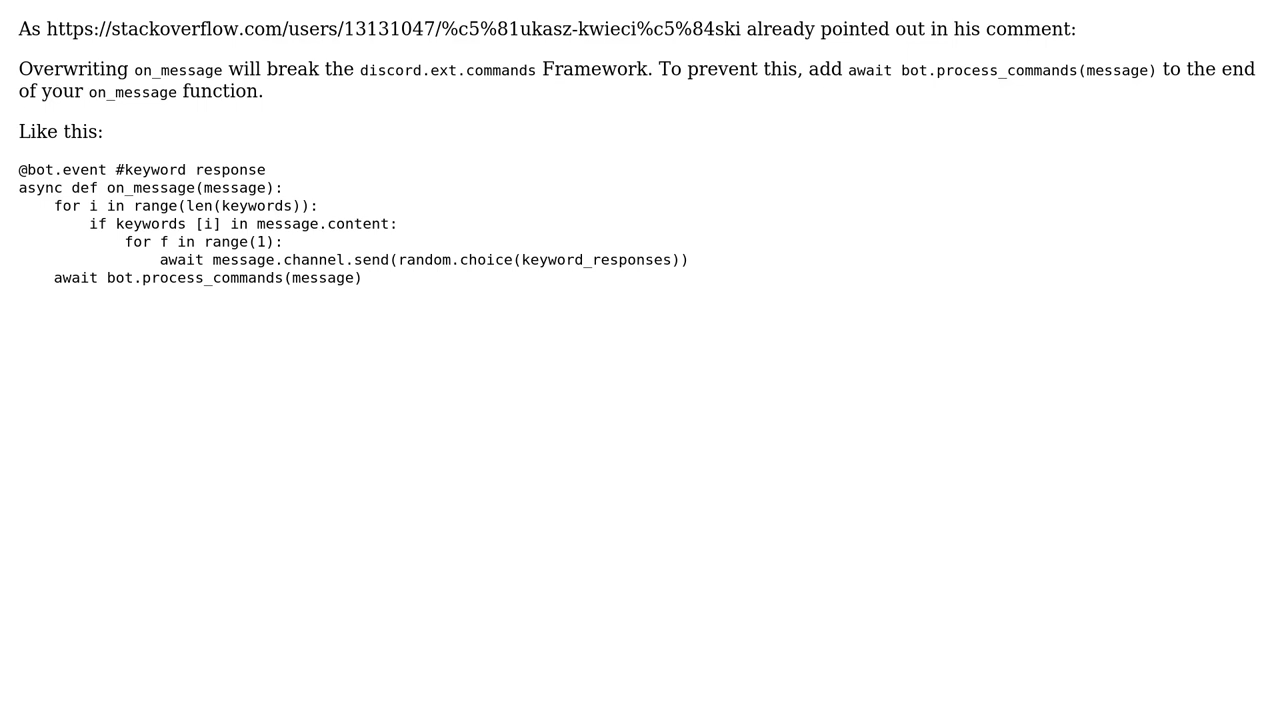 As https://stackoverflow.com/users/13131047/%c5%81ukasz-kwieci%c5%84ski already pointed out in his comment:
Overwriting on_message will break the discord.ext.commands Framework. To prevent this, add await bot.process_commands(message) to the end
of your on_message function.
Like this:
@bot.event #keyword response
async def on_message(message):
    for i in range(len(keywords)):
        if keywords [i] in message.content:
            for f in range(1):
                await message.channel.send(random.choice(keyword_responses))
    await bot.process_commands(message)